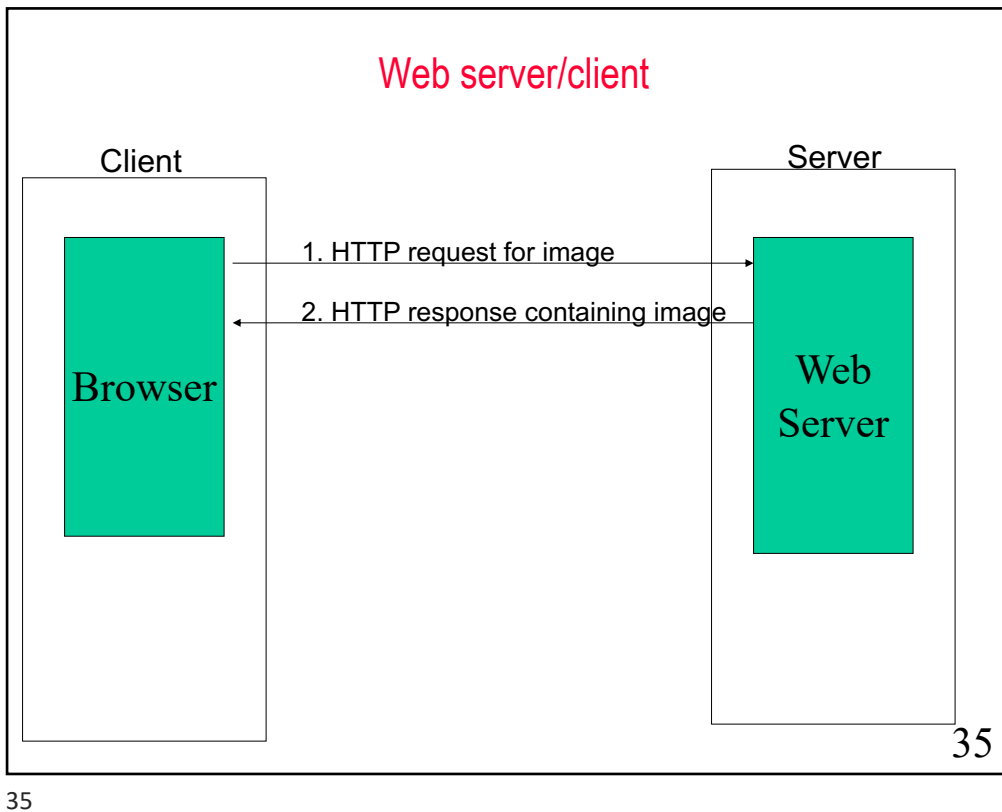 Web server/client
Client
Server
1. HTTP request for image
2. HTTP response containing image
Browser
Web
Server
35
35